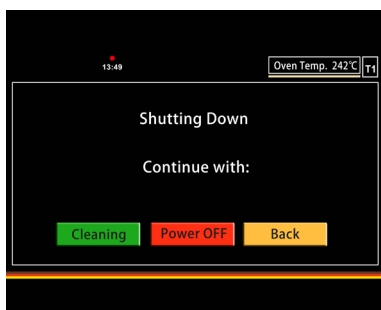 13:49
Oven Temp. 242℃ T1
Shutting Down
Continue with:
Cleaning Power OFF Back